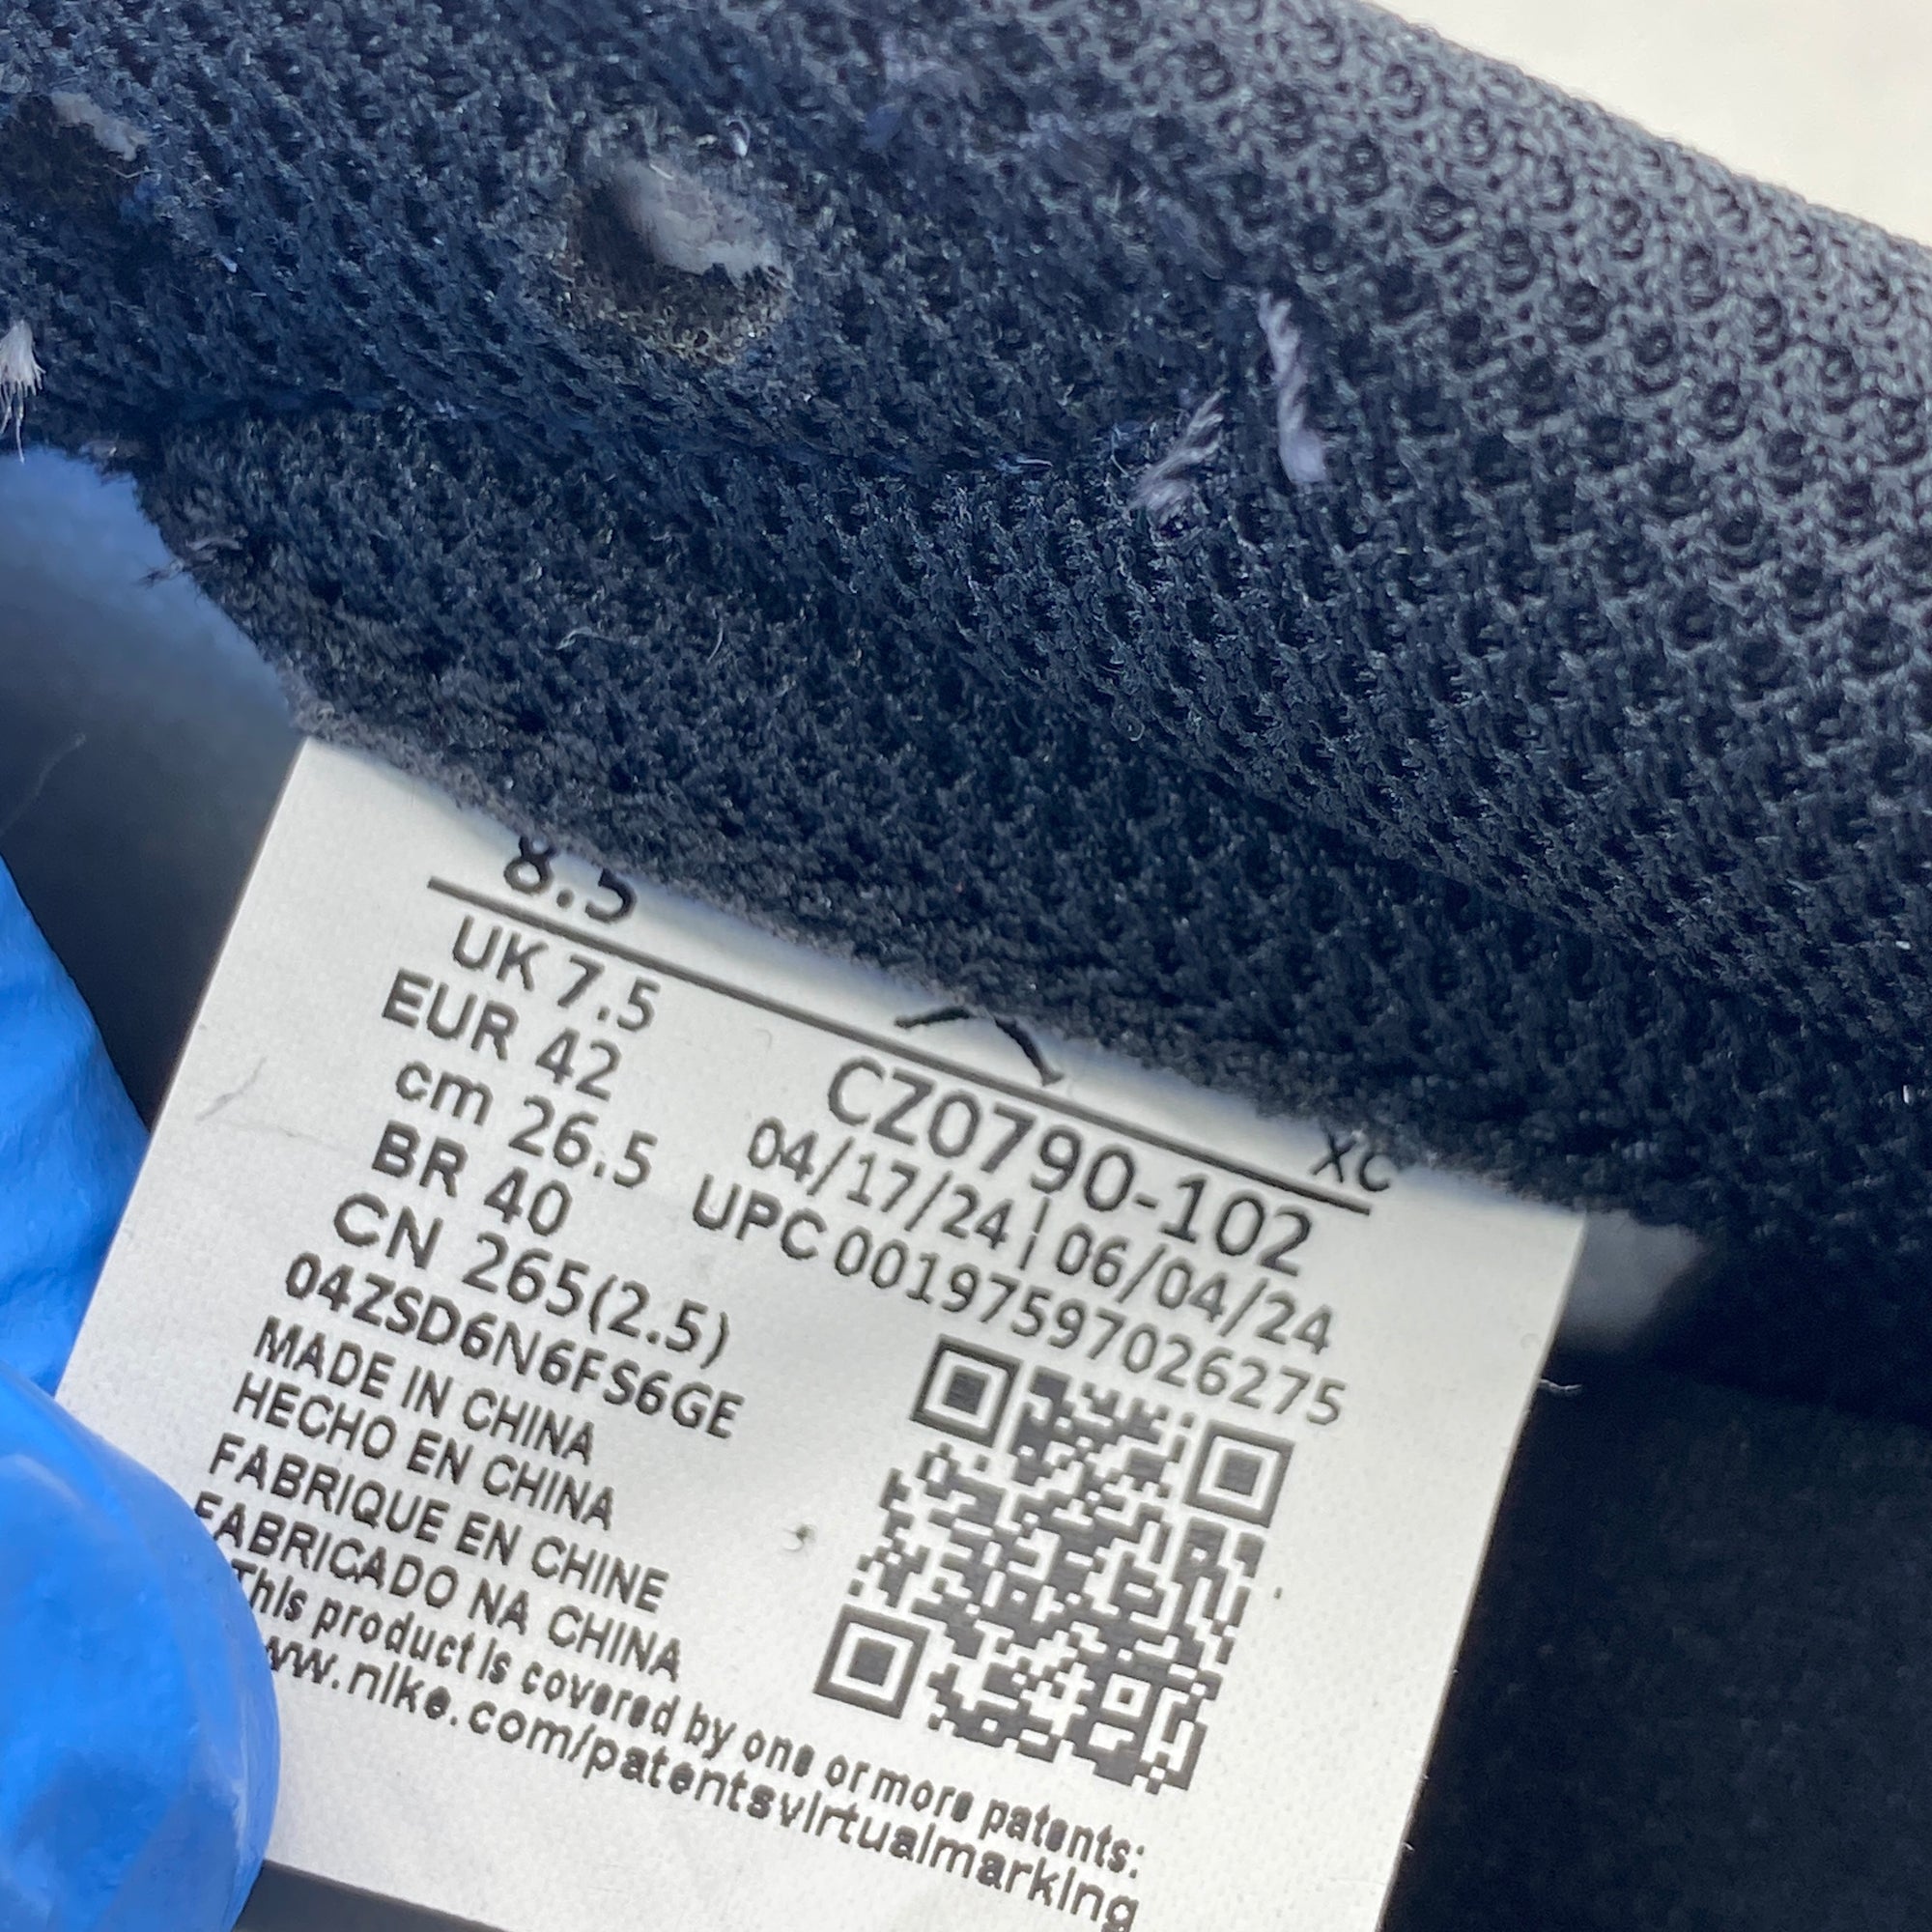 8.5
XC
UK 7.5
EUR 42
cm 26.5
BR 40
CN 265(2.5)
CZ0790-102
04/17/24 | 06/04/24
UPC 00197597026275
04ZSD6N6FS6GE
MADE IN CHINA
HECHO EN CHINA
FABRIQUE EN CHINE
FABRICADO NA CHINA
This product is covered by one or more patents:
www.nike.com/patentsvirtualmarking